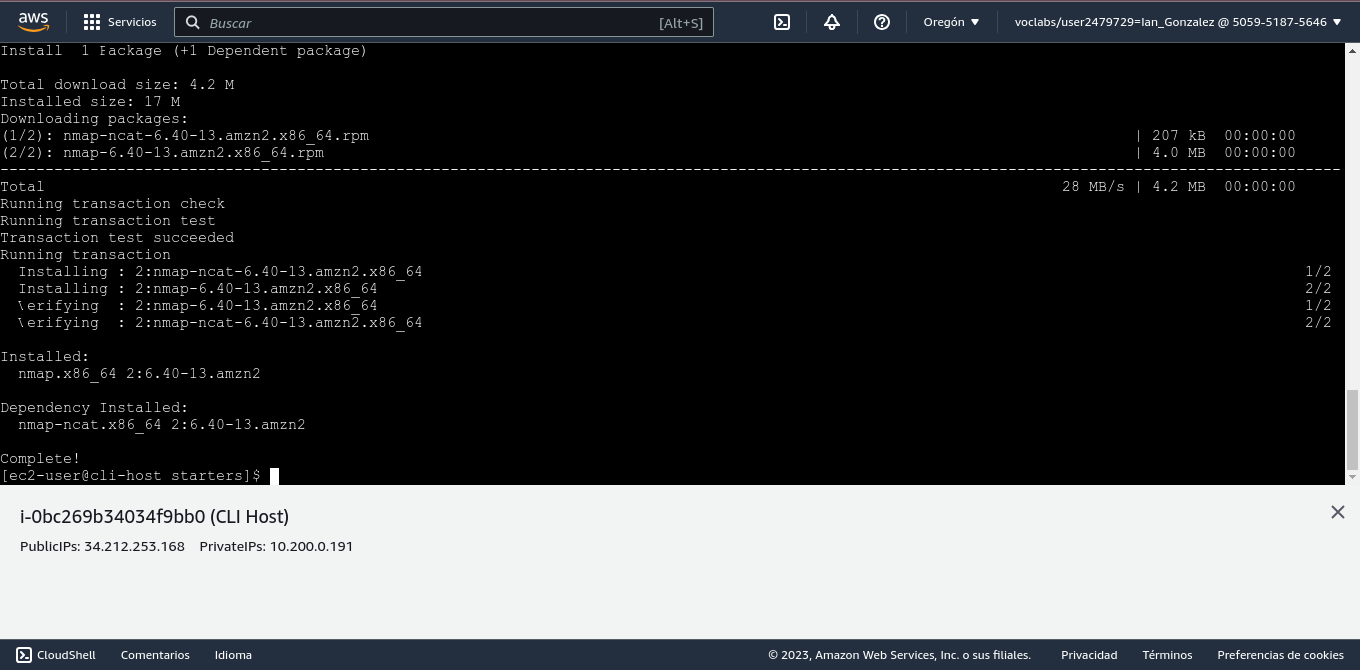 aws
Servicios
Buscar
[Alt+S]
Oregón
voclabs/user2479729=Ian_Gonzalez @ 5059-5187-5646
Install 1 Package (+1 Dependent package)
Total download size: 4.2 M
Installed size: 17 M
Downloading packages:
(1/2): nmap-ncat-6.40-13.amzn2.x86_64.rpm | 207 kB 00:00:00
(2/2): nmap-6.40-13.amzn2.x86_64.rpm | 4.0 MB 00:00:00
--------------------------------------------------------------------------------
Total 28 MB/s | 4.2 MB 00:00:00
Running transaction check
Running transaction test
Transaction test succeeded
Running transaction
Installing : 2:nmap-ncat-6.40-13.amzn2.x86_64 1/2
Installing : 2:nmap-6.40-13.amzn2.x86_64 2/2
Verifying : 2:nmap-6.40-13.amzn2.x86_64 1/2
Verifying : 2:nmap-ncat-6.40-13.amzn2.x86_64 2/2
Installed:
nmap.x86_64 2:6.40-13.amzn2
Dependency Installed:
nmap-ncat.x86_64 2:6.40-13.amzn2
Complete!
[ec2-user@cli-host starters]$
i-0bc269b34034f9bb0 (CLI Host)
PublicIPs: 34.212.253.168 PrivateIPs: 10.200.0.191
CloudShell
Comentarios
Idioma
© 2023, Amazon Web Services, Inc. o sus filiales.
Privacidad
Términos
Preferencias de cookies